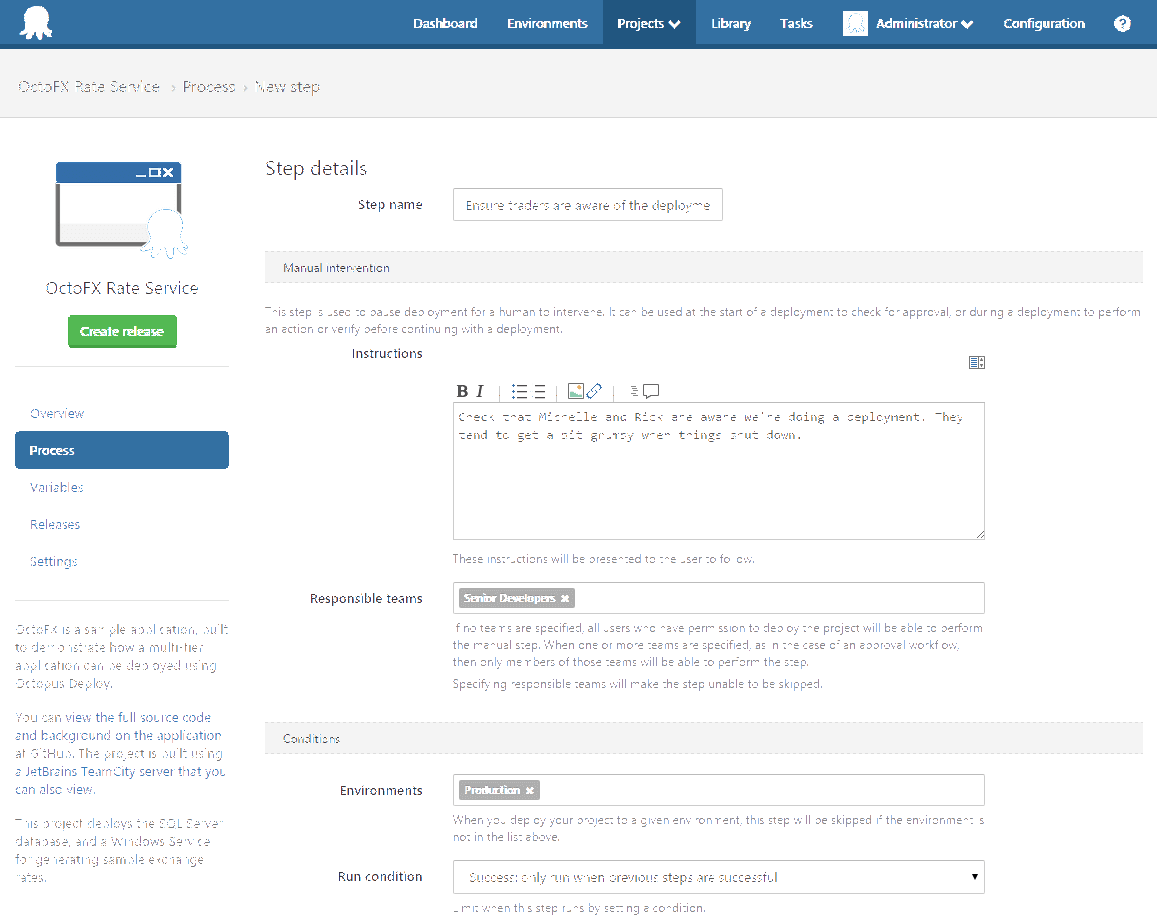 Dashboard Environments Projects Library Tasks Administrator Configuration ?
OctoFX Rate Service › Process › New step
OctoFX Rate Service
Create release
Overview
Process
Variables
Releases
Settings
OctoFX is a sample application, built
to demonstrate how a multi-tier
application can be deployed using
Octopus Deploy.
You can view the full source code
and background on the application
at GitHub. The project is built using
a JetBrains TeamCity server that you
can also view.
This project deploys the SQL Server
database, and a Windows Service
for generating sample exchange
rates.
Step details
Step name
Ensure traders are aware of the deployme
Manual intervention
This step is used to pause deployment for a human to intervene. It can be used at the start of a deployment to check for approval, or during a deployment to perform
an action or verify before continuing with a deployment.
Instructions
B I
Check that Michelle and Rick are aware we're doing a deployment. They
tend to get a bit grumpy when things shut down.
These instructions will be presented to the user to follow.
Responsible teams
Senior Developers ×
If no teams are specified, all users who have permission to deploy the project will be able to perform
the manual step. When one or more teams are specified, as in the case of an approval workflow,
then only members of those teams will be able to perform the step.
Specifying responsible teams will make the step unable to be skipped.
Conditions
Environments
Production ×
When you deploy your project to a given environment, this step will be skipped if the environment is
not in the list above.
Run condition
Success: only run when previous steps are successful
Limit when this step runs by setting a condition.